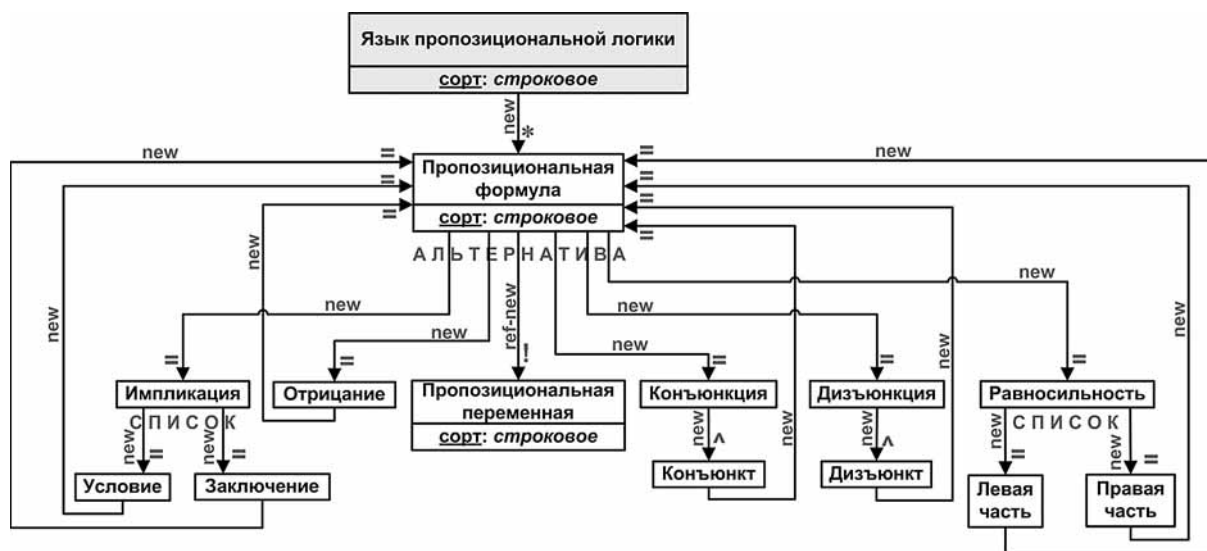 Язык пропозициональной логики
сорт: строковое
new
*
new = = new
Пропозициональная
формула
= =
= =
сорт: строковое
=
new
АЛЬТЕРНАТИВА
new
new
new
ref-new
new
new
new
new
new
new
= = ! = = =
Импликация
Отрицание
Пропозициональная
переменная
сорт: строковое
Конъюнкция
Дизъюнкция
Равносильность
СПИСОК
СПИСОК
new = new =
new ^
new ^
new = new =
Условие
Заключение
Конъюнкт
Дизъюнкт
Левая
часть
Правая
часть